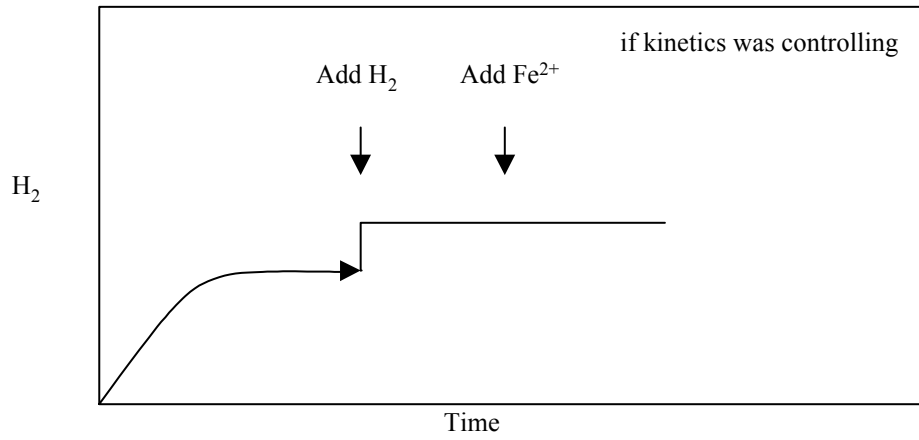 if kinetics was controlling
Add H₂ Add Fe²⁺
H₂
Time